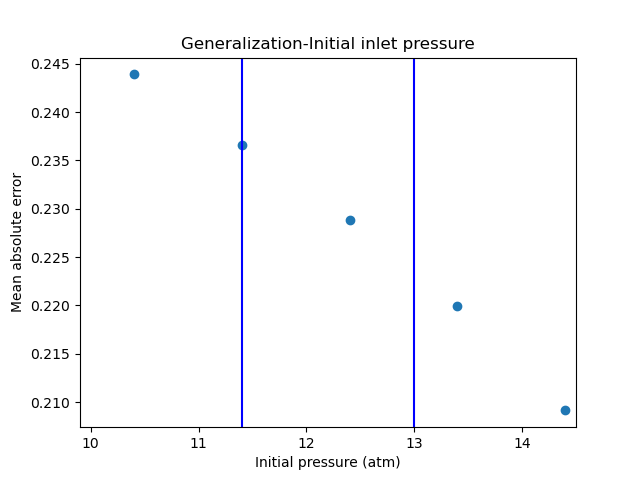 Generalization-Initial inlet pressure
Mean absolute error
0.245
0.240
0.235
0.230
0.225
0.220
0.215
0.210
10 11 12 13 14
Initial pressure (atm)